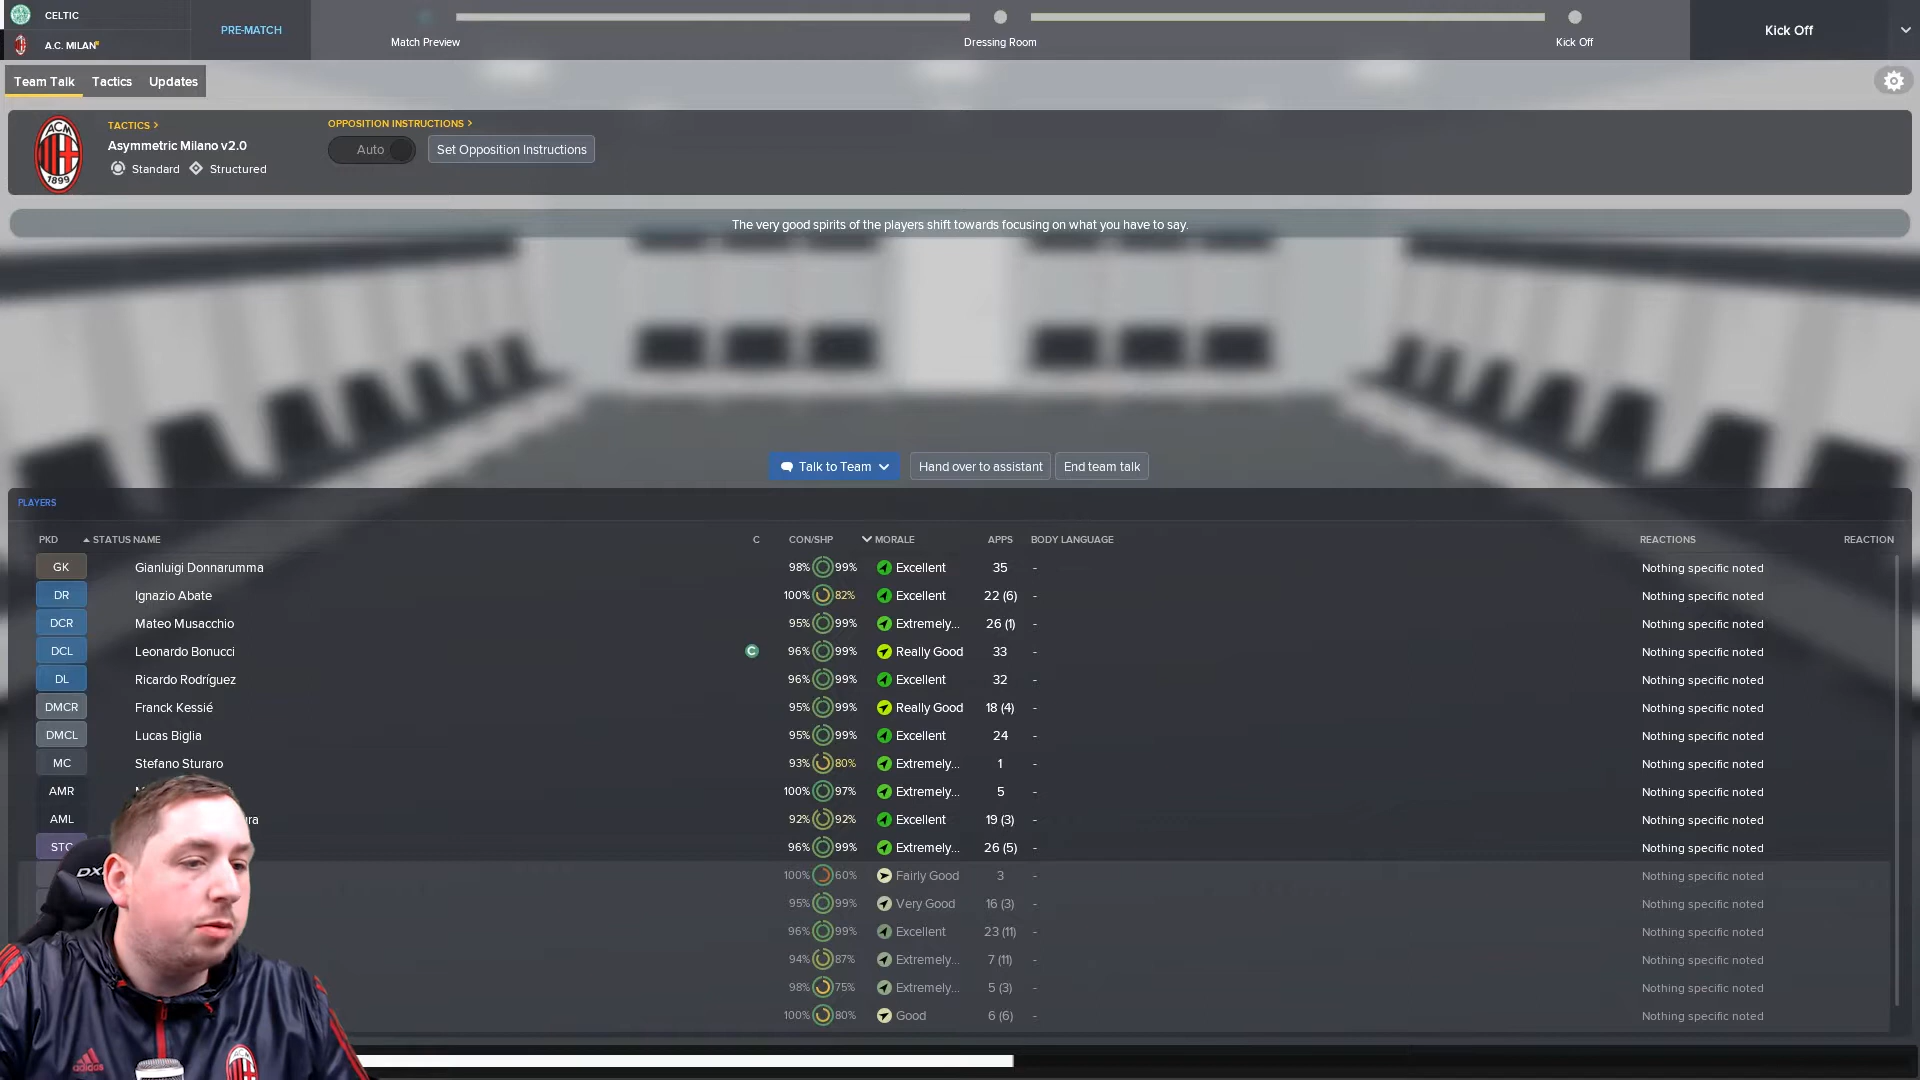 CELTIC
A.C. MILAN
PRE-MATCH
Match Preview
Dressing Room
Kick Off
Kick Off
Team Talk Tactics Updates
ACM
1899
TACTICS >
Asymmetric Milano v2.0
Standard Structured
OPPOSITION INSTRUCTIONS >
Auto Set Opposition Instructions
The very good spirits of the players shift towards focusing on what you have to say.
Talk to Team Hand over to assistant End team talk
PLAYERS
PKD STATUS NAME C CON/SHP MORALE APPS BODY LANGUAGE REACTIONS REACTION
GK Gianluigi Donnarumma 98% 99% Excellent 35 - Nothing specific noted
DR Ignazio Abate 100% 82% Excellent 22 (6) - Nothing specific noted
DCR Mateo Musacchio 95% 99% Extremely... 26 (1) - Nothing specific noted
DCL Leonardo Bonucci C 96% 99% Really Good 33 - Nothing specific noted
DL Ricardo Rodríguez 96% 99% Excellent 32 - Nothing specific noted
DMCR Franck Kessié 95% 99% Really Good 18 (4) - Nothing specific noted
DMCL Lucas Biglia 95% 99% Excellent 24 - Nothing specific noted
MC Stefano Sturaro 93% 80% Extremely... 1 - Nothing specific noted
AMR 100% 97% Extremely... 5 - Nothing specific noted
AML 92% 92% Excellent 19 (3) - Nothing specific noted
STC 96% 99% Extremely... 26 (5) - Nothing specific noted
100% 60% Fairly Good 3 - Nothing specific noted
95% 99% Very Good 16 (3) - Nothing specific noted
96% 99% Excellent 23 (11) - Nothing specific noted
94% 87% Extremely... 7 (11) - Nothing specific noted
98% 75% Extremely... 5 (3) - Nothing specific noted
100% 80% Good 6 (6) - Nothing specific noted
adidas